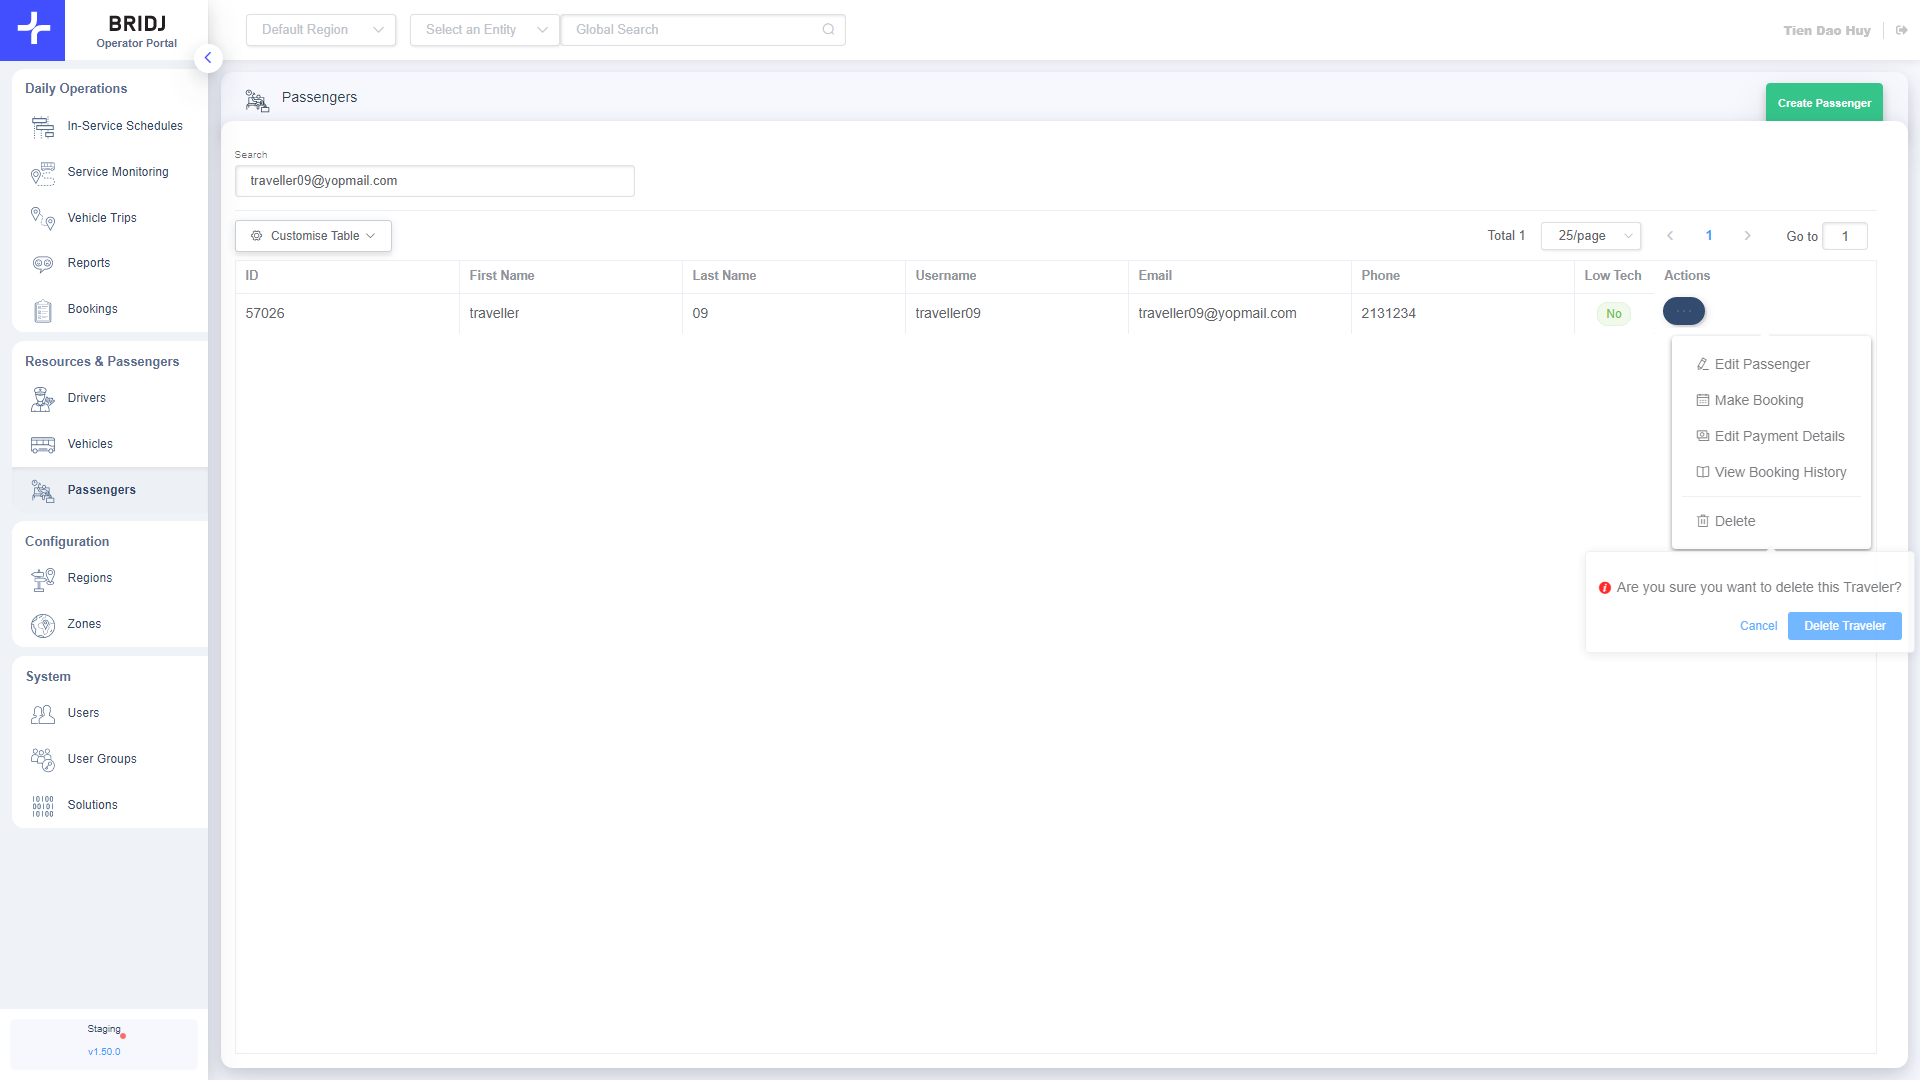 BRIDJ
Operator Portal
Default Region
Select an Entity
Global Search
Tien Dao Huy
Daily Operations
In-Service Schedules
Service Monitoring
Vehicle Trips
Reports
Bookings
Resources & Passengers
Drivers
Vehicles
Passengers
Configuration
Regions
Zones
System
Users
User Groups
Solutions
Staging
v1.50.0
Passengers
Create Passenger
Search
traveller09@yopmail.com
Customise Table
Total 1
25/page
1
Go to
1
ID First Name Last Name Username Email Phone Low Tech Actions
57026 traveller 09 traveller09 traveller09@yopmail.com 2131234 No
Edit Passenger
Make Booking
Edit Payment Details
View Booking History
Delete
Are you sure you want to delete this Traveler?
Cancel Delete Traveler